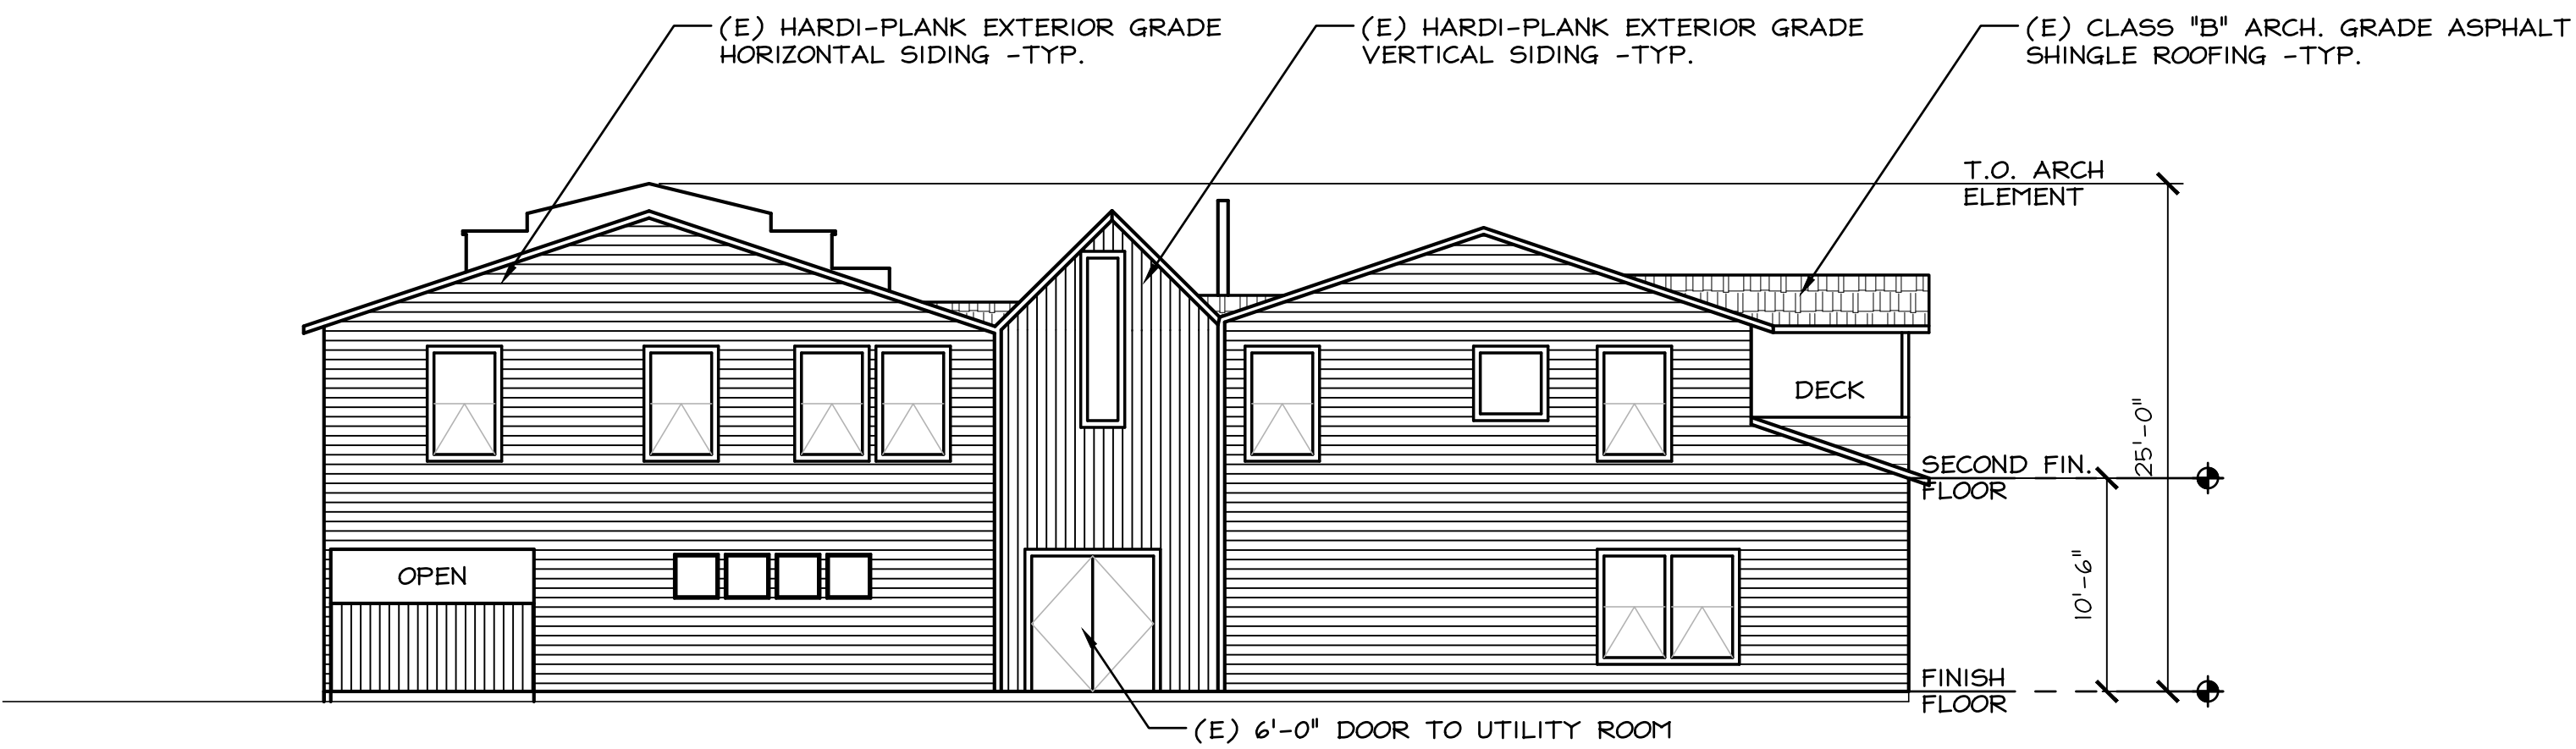 (E) HARDI-PLANK EXTERIOR GRADE
HORIZONTAL SIDING -TYP.
(E) HARDI-PLANK EXTERIOR GRADE
VERTICAL SIDING -TYP.
(E) CLASS "B" ARCH. GRADE ASPHALT
SHINGLE ROOFING -TYP.
T.O. ARCH
ELEMENT
DECK
25'-0"
SECOND FIN.
FLOOR
OPEN
10'-6"
FINISH
FLOOR
(E) 6'-0" DOOR TO UTILITY ROOM